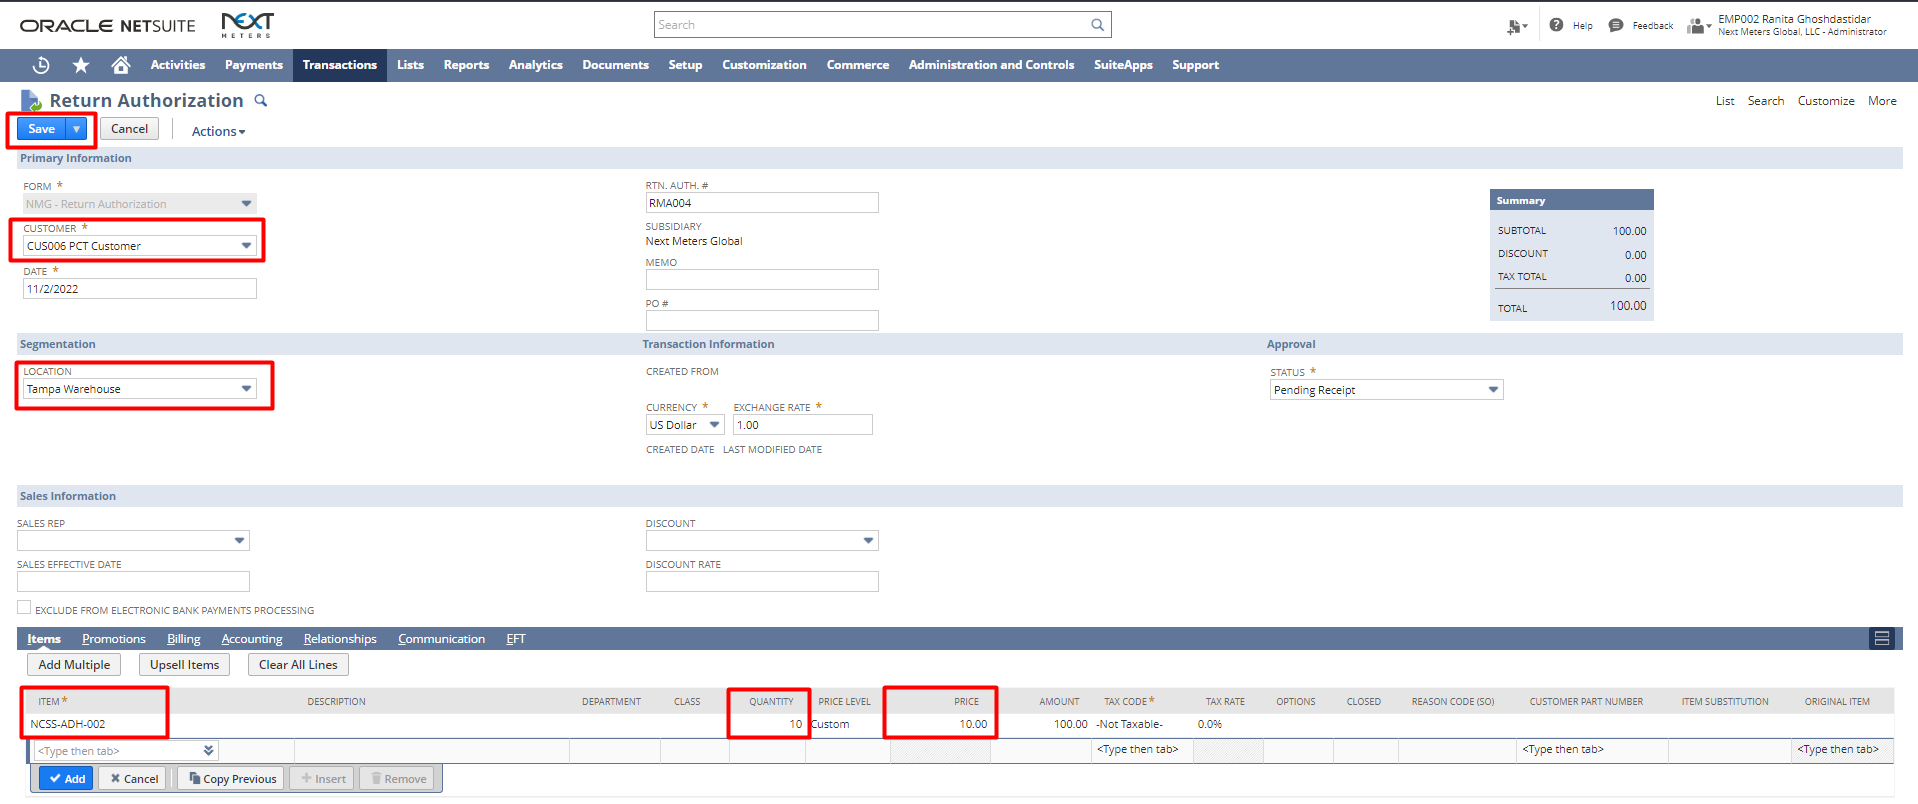 ORACLE NETSUITE
NEXT
METERS
Search
Help
Feedback
EMP002 Ranita Ghoshdastidar
Next Meters Global, LLC - Administrator
Activities Payments Transactions Lists Reports Analytics Documents Setup Customization Commerce Administration and Controls SuiteApps Support
Return Authorization
List Search Customize More
Save Cancel Actions
Primary Information
FORM *
NMG - Return Authorization
CUSTOMER *
CUS006 PCT Customer
DATE *
11/2/2022
RTN. AUTH. #
RMA004
SUBSIDIARY
Next Meters Global
MEMO
PO #
Summary
SUBTOTAL 100.00
DISCOUNT 0.00
TAX TOTAL 0.00
TOTAL 100.00
Segmentation
LOCATION
Tampa Warehouse
Transaction Information
CREATED FROM
CURRENCY * EXCHANGE RATE *
US Dollar 1.00
CREATED DATE LAST MODIFIED DATE
Approval
STATUS *
Pending Receipt
Sales Information
SALES REP
SALES EFFECTIVE DATE
EXCLUDE FROM ELECTRONIC BANK PAYMENTS PROCESSING
DISCOUNT
DISCOUNT RATE
Items Promotions Billing Accounting Relationships Communication EFT
Add Multiple Upsell Items Clear All Lines
ITEM * DESCRIPTION DEPARTMENT CLASS QUANTITY PRICE LEVEL PRICE AMOUNT TAX CODE * TAX RATE OPTIONS CLOSED REASON CODE (SO) CUSTOMER PART NUMBER ITEM SUBSTITUTION ORIGINAL ITEM
NCSS-ADH-002 10 Custom 10.00 100.00 -Not Taxable- 0.0%
<Type then tab> <Type then tab> <Type then tab> <Type then tab>
Add Cancel Copy Previous Insert Remove